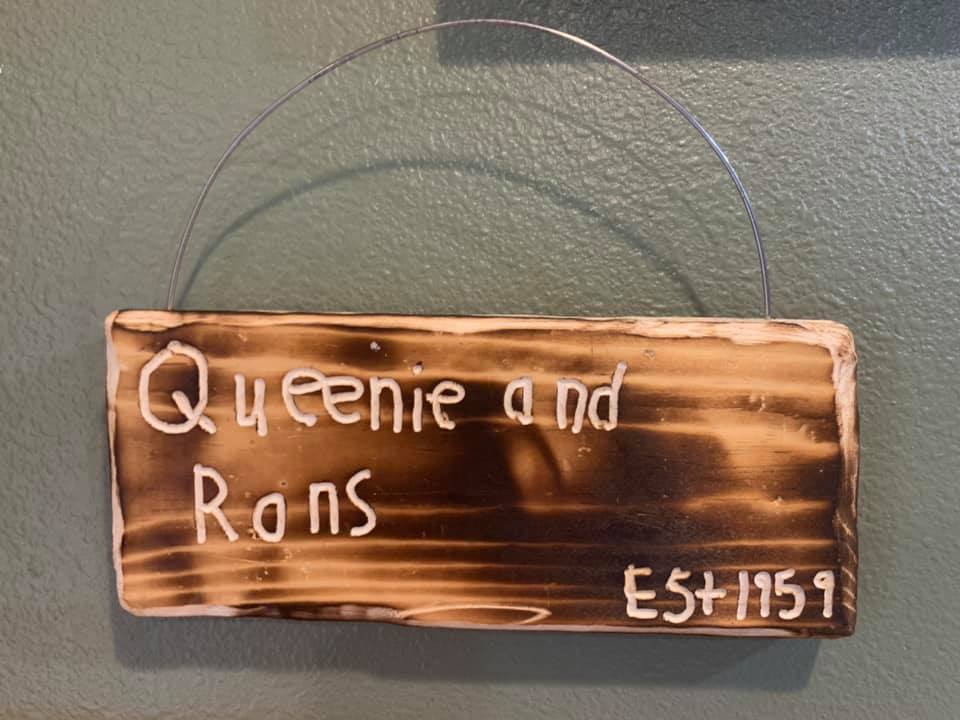 Queenie and
Rons
Est 1959